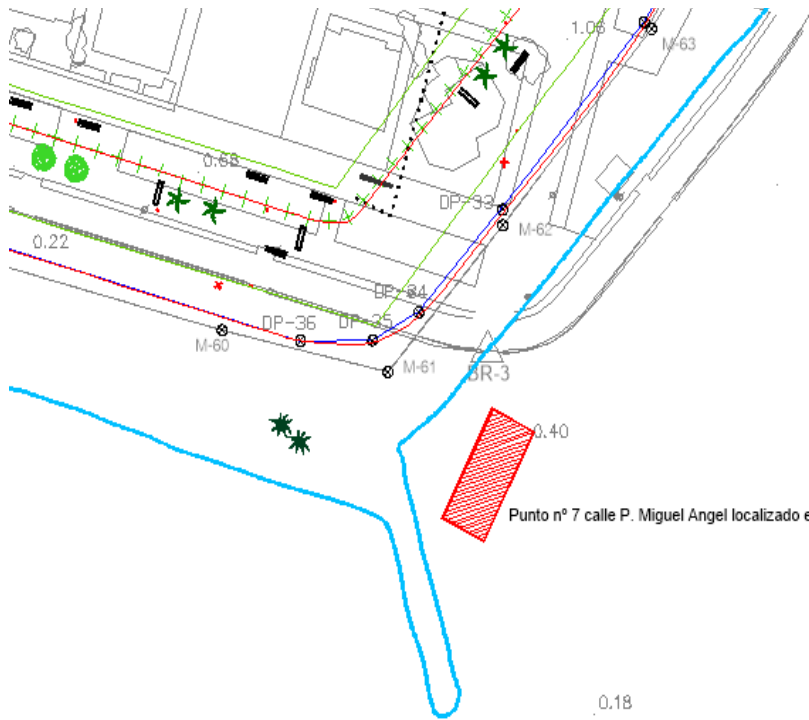 1.06
M-63
0.68
DP-33
M-62
0.22
DP-34
DP-36
DP-35
M-60
M-61
BR-3
0.40
Punto nº 7 calle P. Miguel Angel localizado e
0.18